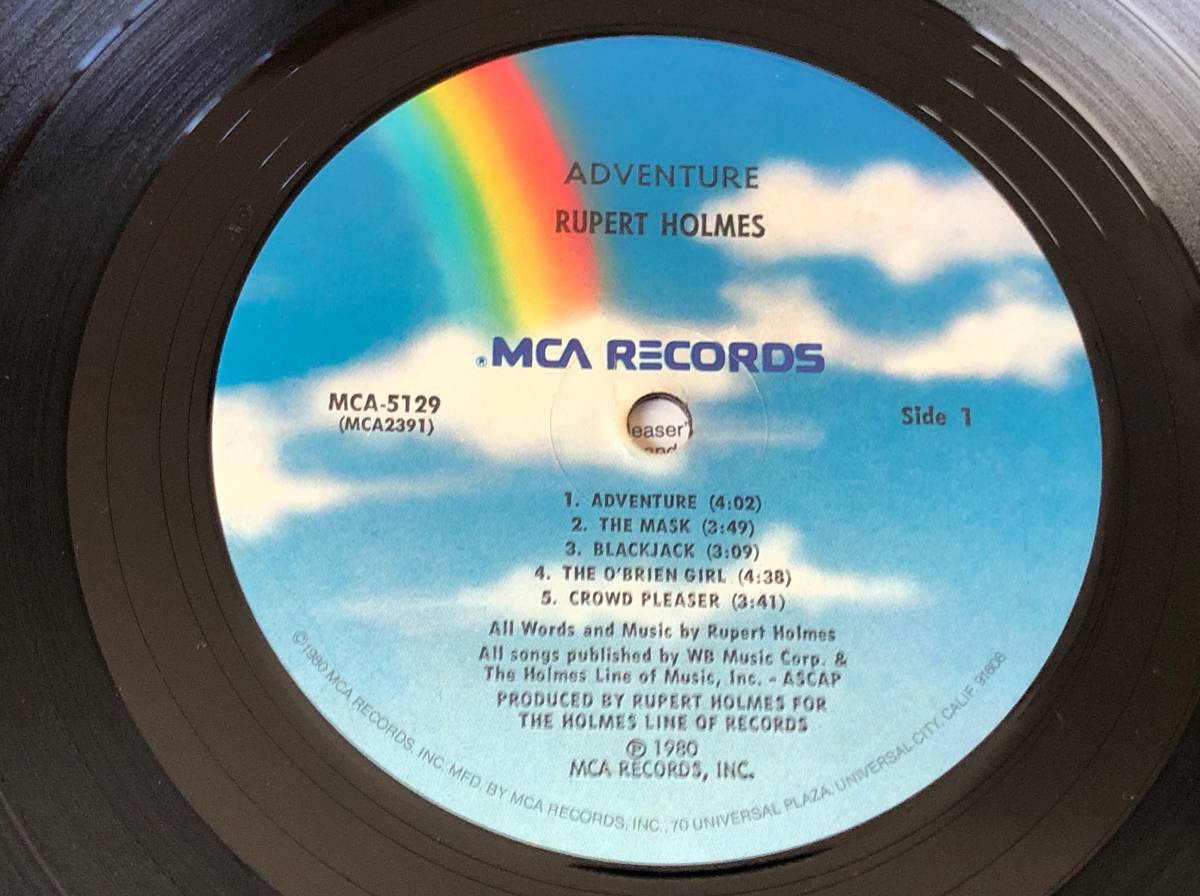 ADVENTURE
RUPERT HOLMES
® MCA RECORDS
MCA-5129
(MCA2391)
Side 1
easer"
and
1. ADVENTURE (4:02)
2. THE MASK (3:49)
3. BLACKJACK (3:09)
4. THE O'BRIEN GIRL (4:38)
5. CROWD PLEASER (3:41)
All Words and Music by Rupert Holmes
All songs published by WB Music Corp. &
The Holmes Line of Music, Inc. - ASCAP
PRODUCED BY RUPERT HOLMES FOR
THE HOLMES LINE OF RECORDS
℗ 1980
MCA RECORDS, INC.
©1980 MCA RECORDS, INC. MFD. BY MCA RECORDS, INC., 70 UNIVERSAL PLAZA, UNIVERSAL CITY, CALIF. 91608